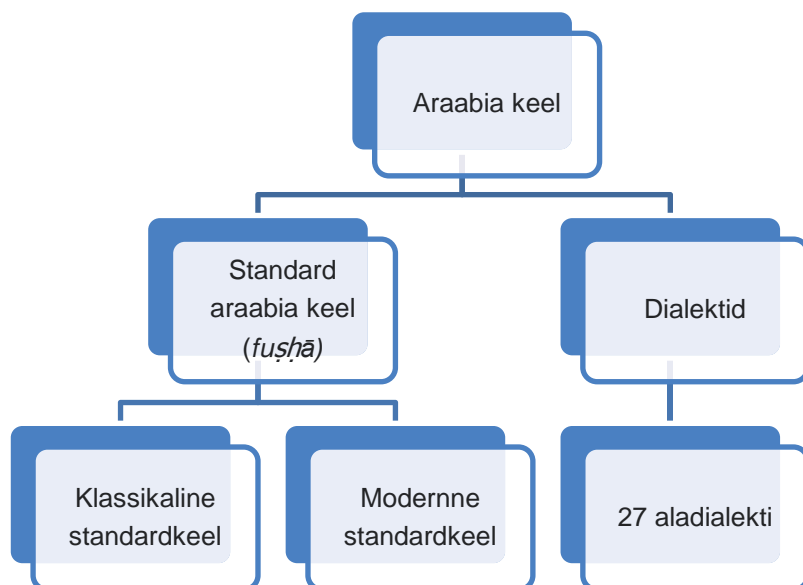 Araabia keel
Standard
araabia keel
(fuṣḥā)
Dialektid
Klassikaline
standardkeel
Modernne
standardkeel
27 aladialekti